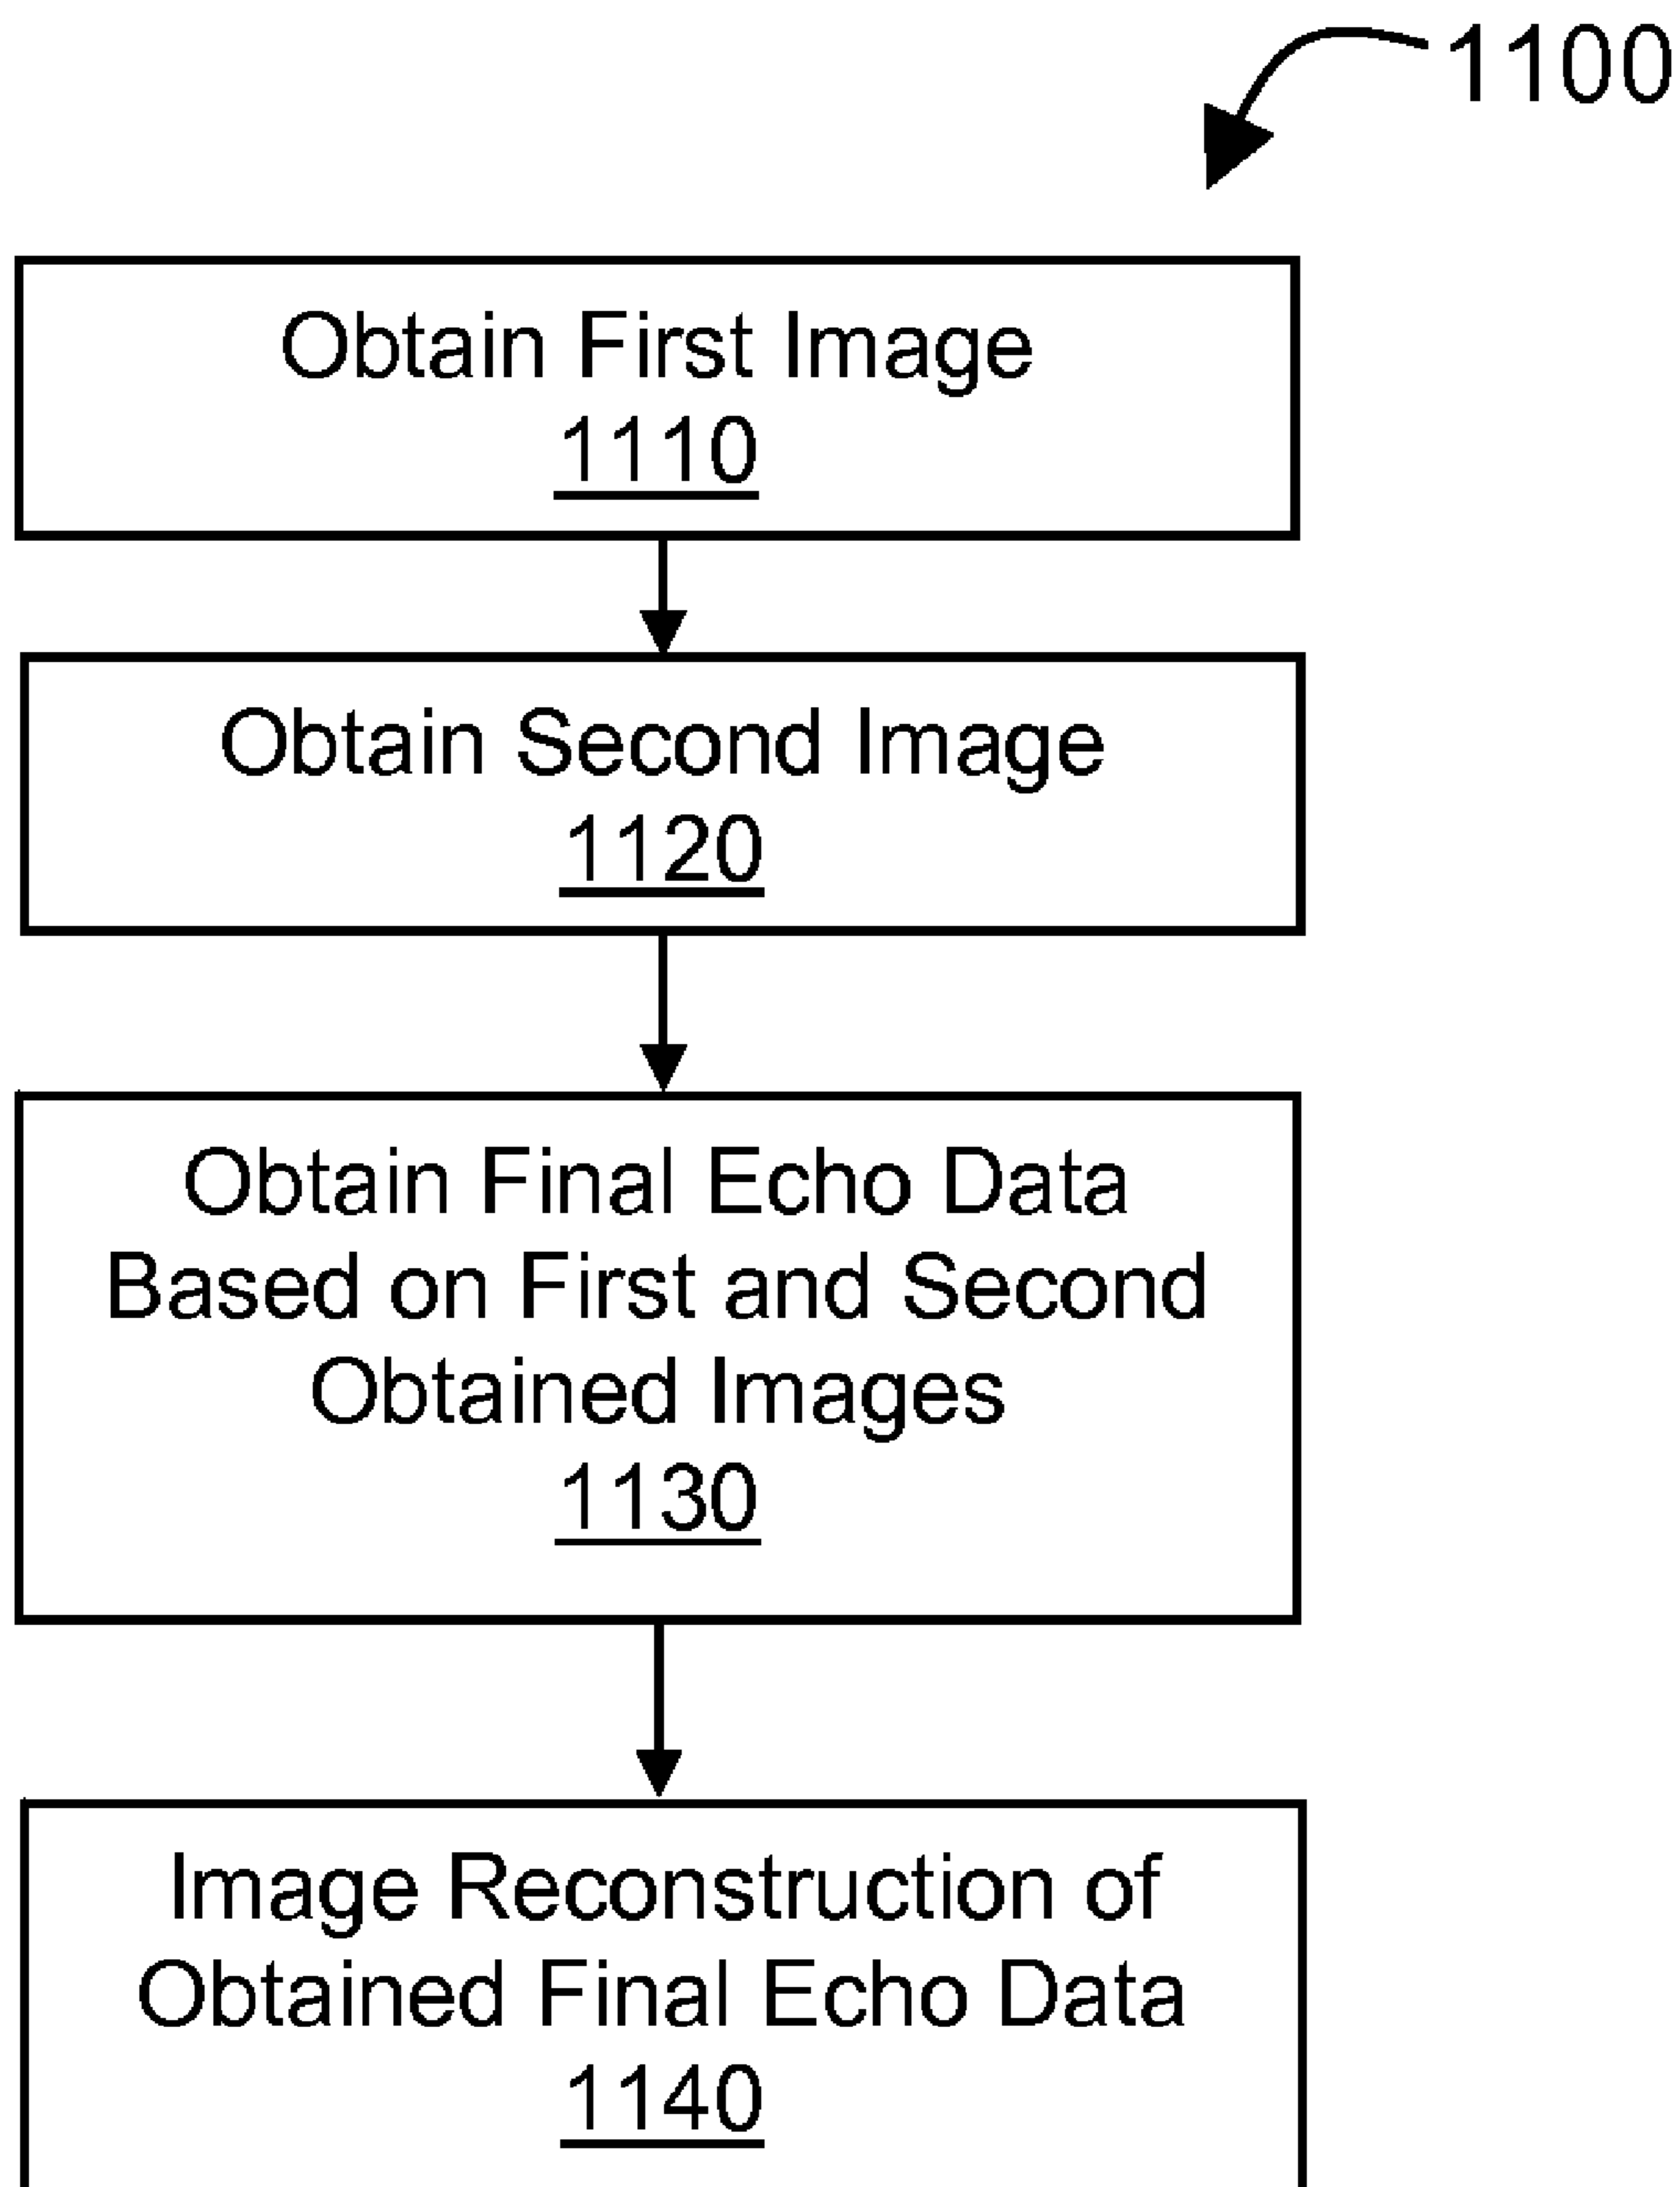 1100
Obtain First Image
1110
Obtain Second Image
1120
Obtain Final Echo Data
Based on First and Second
Obtained Images
1130
Image Reconstruction of
Obtained Final Echo Data
1140